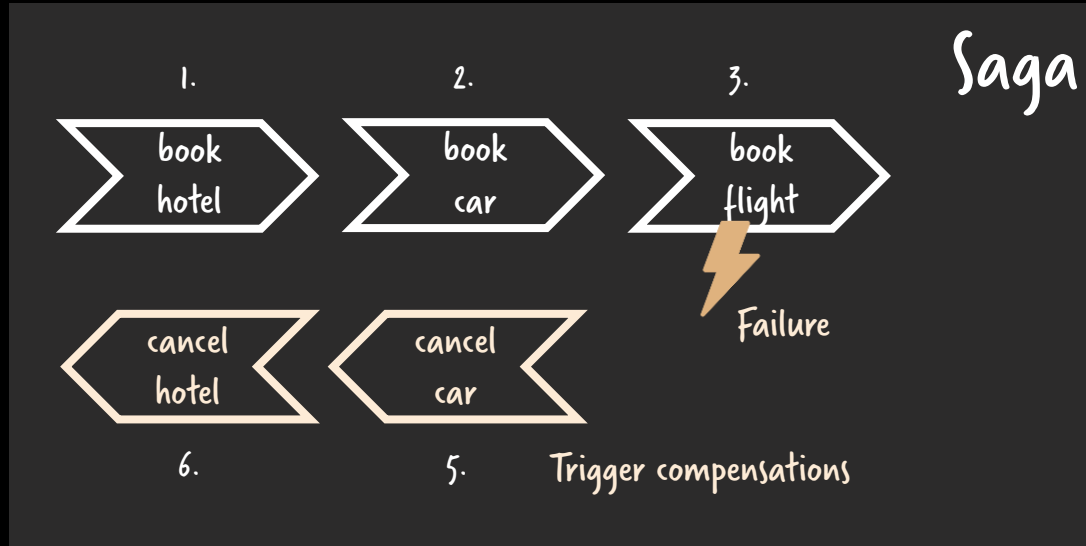 Saga
1.
2.
3.
book
hotel
book
car
book
flight
Failure
cancel
hotel
cancel
car
6.
5.
Trigger compensations